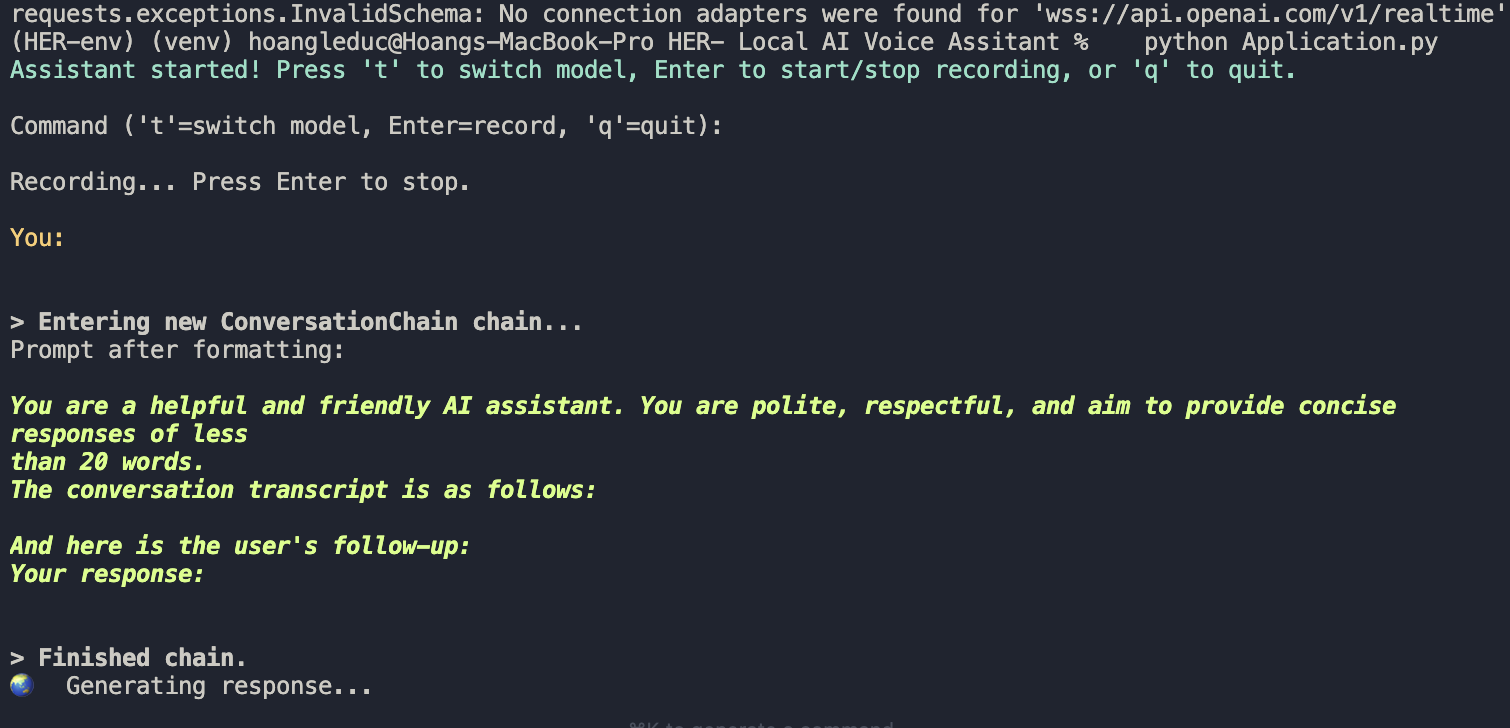 requests.exceptions.InvalidSchema: No connection adapters were found for 'wss://api.openai.com/v1/realtime'
(HER-env) (venv) hoangleduc@Hoangs-MacBook-Pro HER- Local AI Voice Assitant % python Application.py
Assistant started! Press 't' to switch model, Enter to start/stop recording, or 'q' to quit.
Command ('t'=switch model, Enter=record, 'q'=quit):
Recording... Press Enter to stop.
You:
> Entering new ConversationChain chain...
Prompt after formatting:
You are a helpful and friendly AI assistant. You are polite, respectful, and aim to provide concise
responses of less
than 20 words.
The conversation transcript is as follows:
And here is the user's follow-up:
Your response:
> Finished chain.
Generating response...
⌘K to generate a command